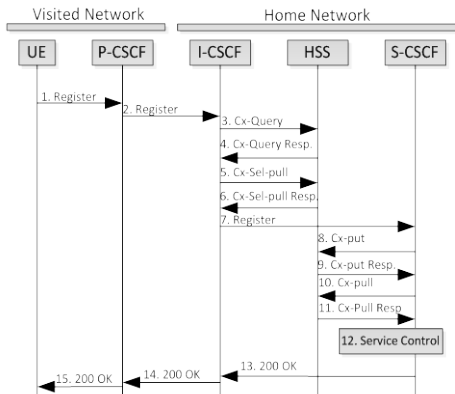 Visited Network
Home Network
UE
P-CSCF
I-CSCF
HSS
S-CSCF
1. Register
2. Register
3. Cx-Query
4. Cx-Query Resp.
5. Cx-Sel-pull
6. Cx-Sel-pull Resp.
7. Register
8. Cx-put
9. Cx-put Resp.
10. Cx-pull
11. Cx-Pull Resp
12. Service Control
13. 200 OK
14. 200 OK
15. 200 OK